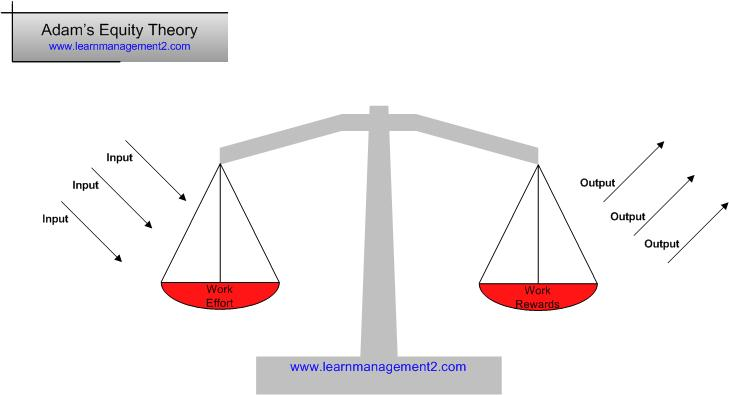 Adam's Equity Theory
www.learnmanagement2.com
Input
Input
Input
Output
Output
Output
Work
Effort
Work
Rewards
www.learnmanagement2.com